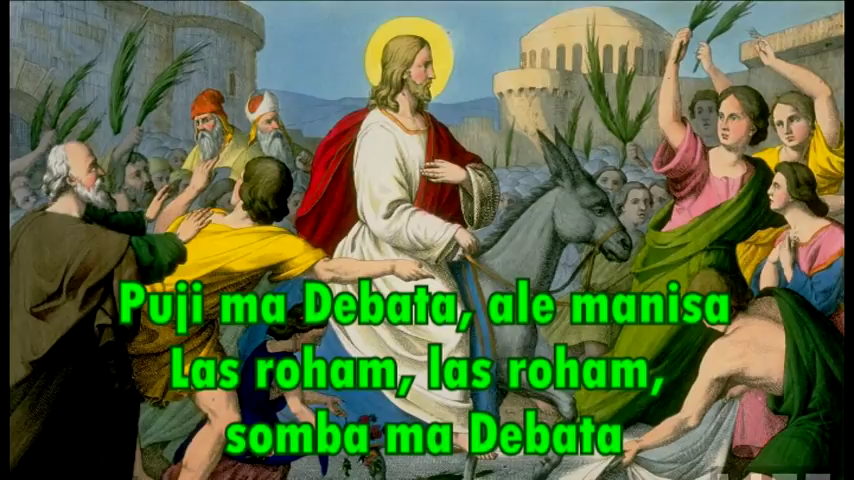 Puji ma Debata, ale manisa
Las roham, las roham,
somba ma Debata